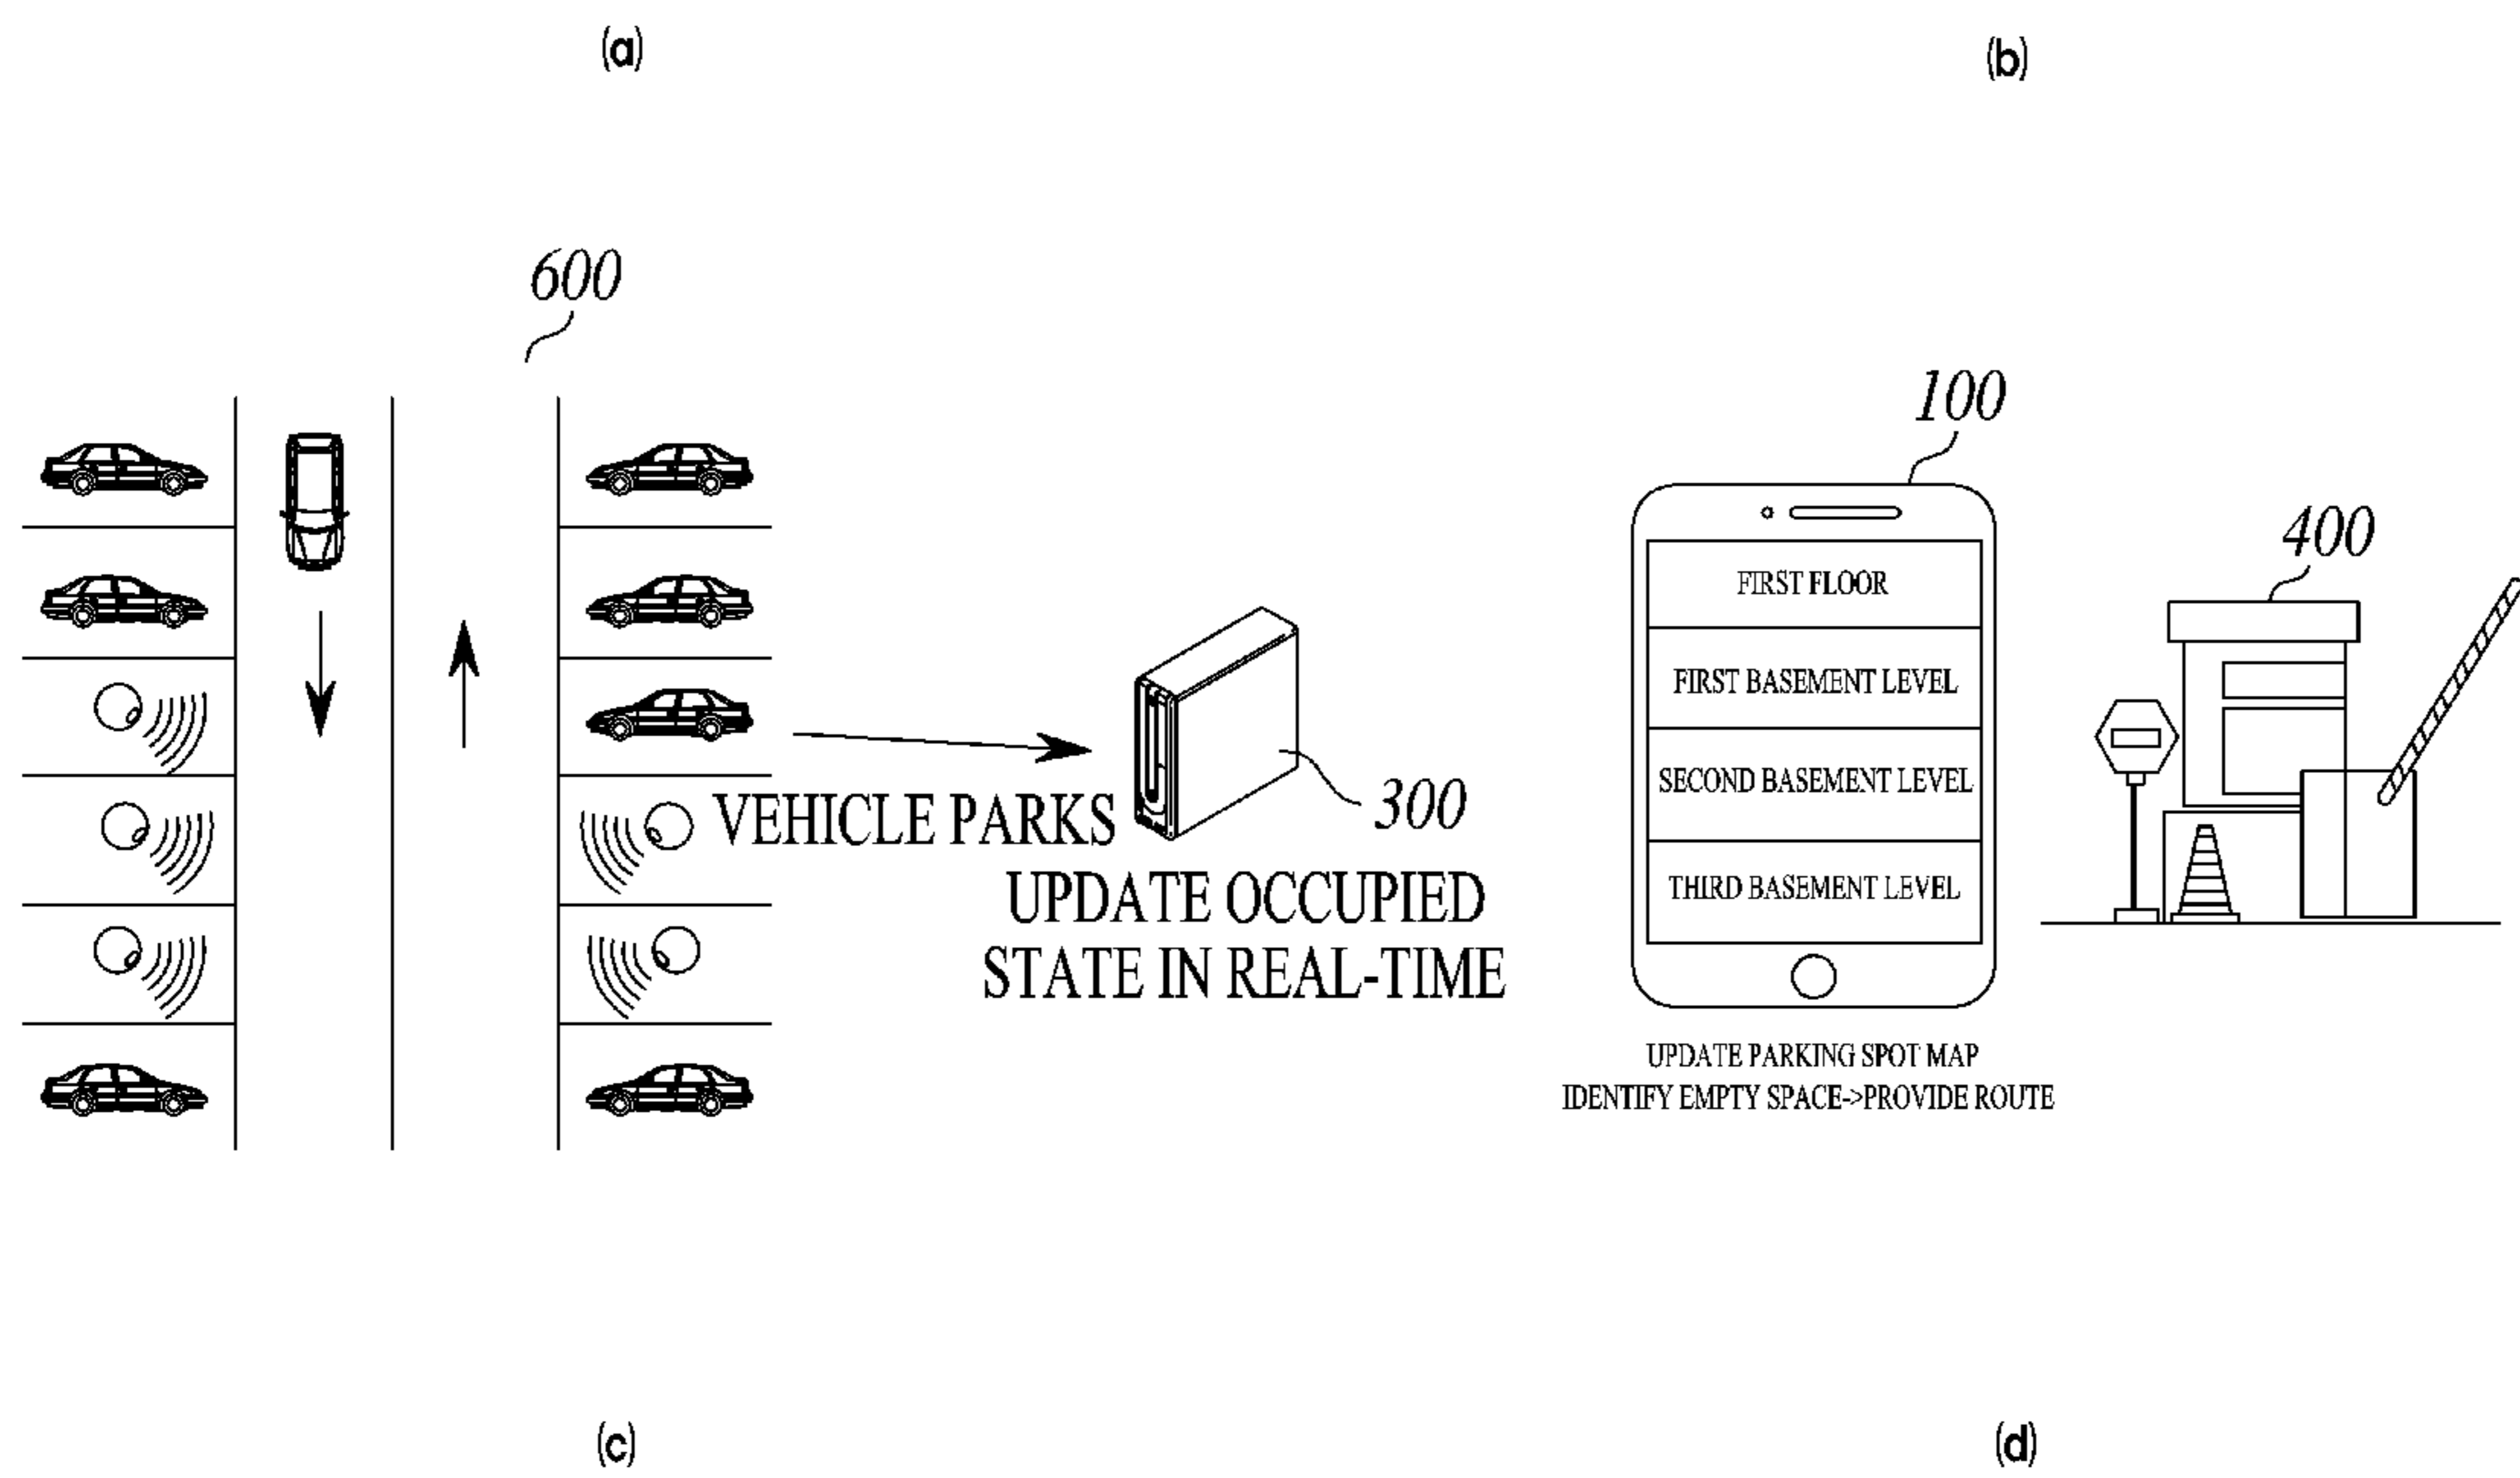 (a)
(b)
600
100
400
FIRST FLOOR
FIRST BASEMENT LEVEL
SECOND BASEMENT LEVEL
THIRD BASEMENT LEVEL
300
VEHICLE PARKS
UPDATE OCCUPIED
STATE IN REAL-TIME
UPDATE PARKING SPOT MAP
IDENTIFY EMPTY SPACE->PROVIDE ROUTE
(c)
(d)